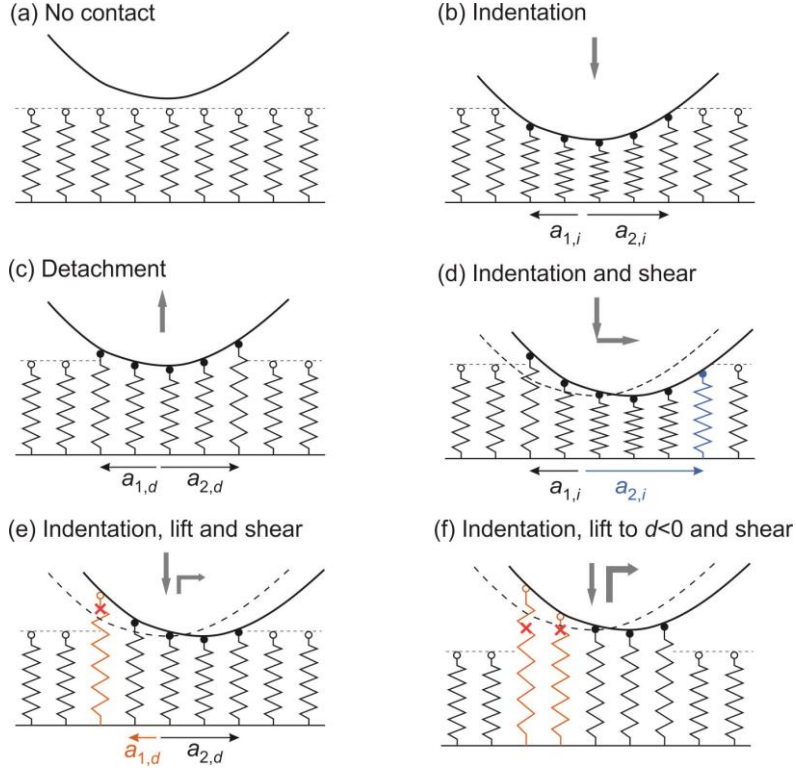 (a) No contact
(b) Indentation
a1,i
a2,i
(c) Detachment
a1,d
a2,d
(d) Indentation and shear
a1,i
a2,i
(e) Indentation, lift and shear
a1,d
a2,d
(f) Indentation, lift to d<0 and shear